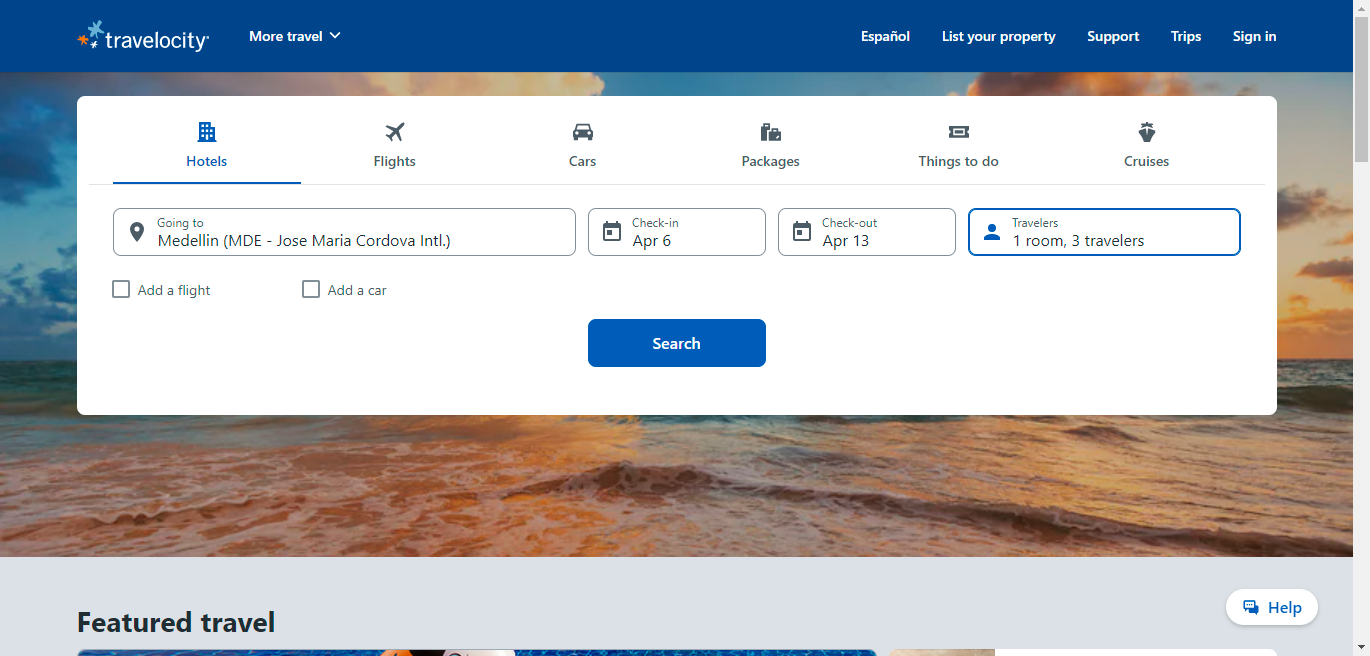 travelocity
More travel
Español
List your property
Support
Trips
Sign in
Hotels
Flights
Cars
Packages
Things to do
Cruises
Going to
Medellin (MDE - Jose Maria Cordova Intl.)
Check-in
Apr 6
Check-out
Apr 13
Travelers
1 room, 3 travelers
Add a flight
Add a car
Search
Featured travel
Help